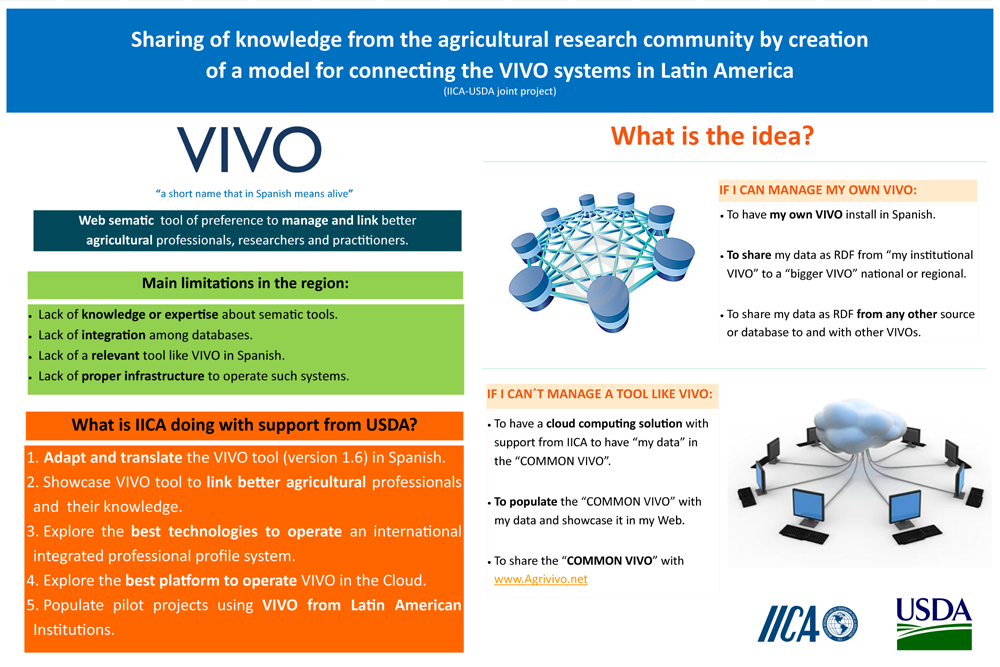 Sharing of knowledge from the agricultural research community by creation
of a model for connecting the VIVO systems in Latin America
(IICA-USDA joint project)
VIVO
“a short name that in Spanish means alive”
Web sematic tool of preference to manage and link better
agricultural professionals, researchers and practitioners.
Main limitations in the region:
• Lack of knowledge or expertise about sematic tools.
• Lack of integration among databases.
• Lack of a relevant tool like VIVO in Spanish.
• Lack of proper infrastructure to operate such systems.
What is IICA doing with support from USDA?
1. Adapt and translate the VIVO tool (version 1.6) in Spanish.
2. Showcase VIVO tool to link better agricultural professionals
and their knowledge.
3. Explore the best technologies to operate an international
integrated professional profile system.
4. Explore the best platform to operate VIVO in the Cloud.
5. Populate pilot projects using VIVO from Latin American
Institutions.
What is the idea?
IF I CAN MANAGE MY OWN VIVO:
• To have my own VIVO install in Spanish.
• To share my data as RDF from “my institutional
VIVO” to a “bigger VIVO” national or regional.
• To share my data as RDF from any other source
or database to and with other VIVOs.
IF I CAN´T MANAGE A TOOL LIKE VIVO:
• To have a cloud computing solution with
support from IICA to have “my data” in
the “COMMON VIVO”.
• To populate the “COMMON VIVO” with
my data and showcase it in my Web.
• To share the “COMMON VIVO” with
www.Agrivivo.net
IICA
USDA